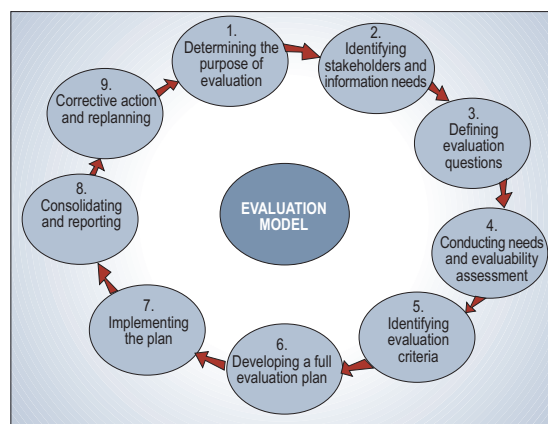 1.
Determining the
purpose of
evaluation
2.
Identifying
stakeholders and
information needs
3.
Defining
evaluation
questions
4.
Conducting needs
and evaluability
assessment
5.
Identifying
evaluation
criteria
6.
Developing a full
evaluation plan
7.
Implementing
the plan
8.
Consolidating
and reporting
9.
Corrective action
and replanning
EVALUATION
MODEL